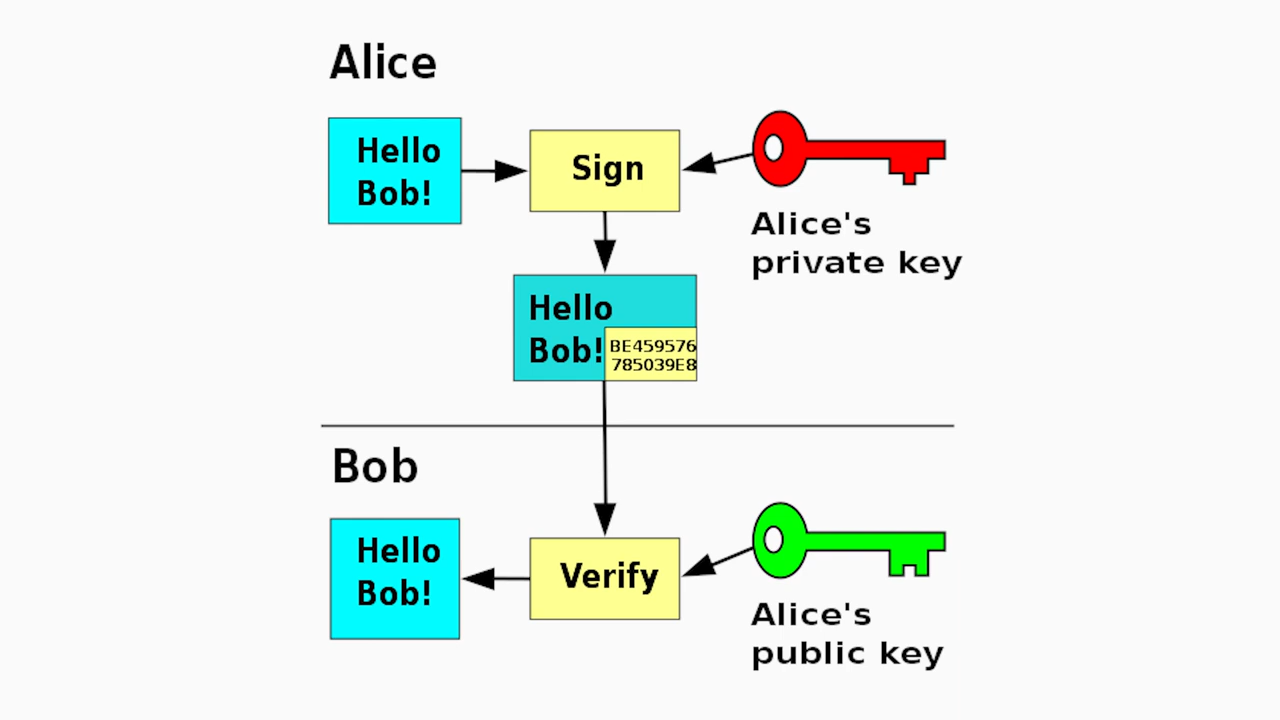 Alice
Hello
Bob!
Sign
Alice's
private key
Hello
Bob!
BE459576
785039E8
Bob
Hello
Bob!
Verify
Alice's
public key